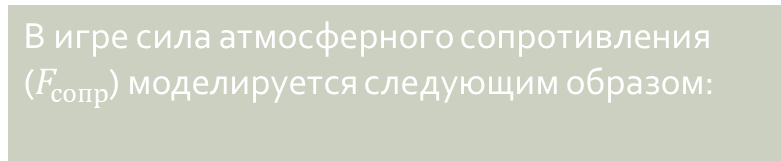 В игре сила атмосферного сопротивления
(𝐹сопр) моделируется следующим образом: